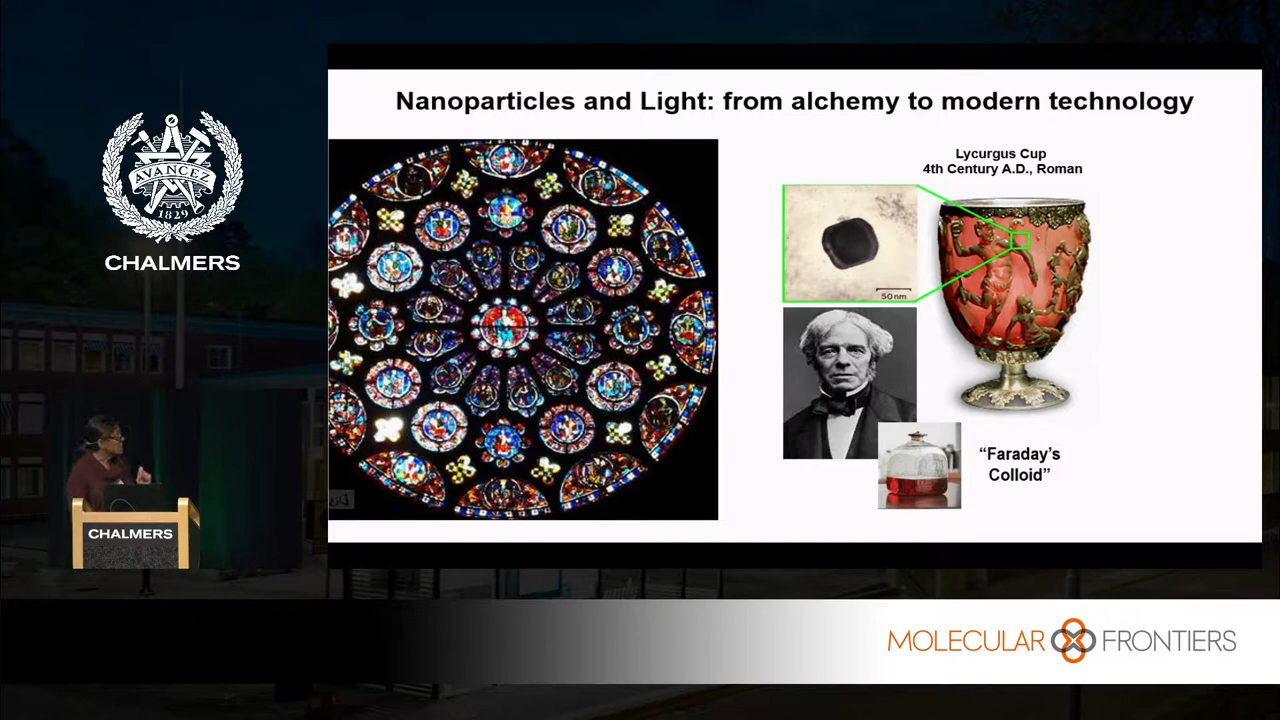 AVANCEZ
1829
CHALMERS
CHALMERS
Nanoparticles and Light: from alchemy to modern technology
Lycurgus Cup
4th Century A.D., Roman
50 nm
“Faraday’s
Colloid”
MOLECULAR FRONTIERS